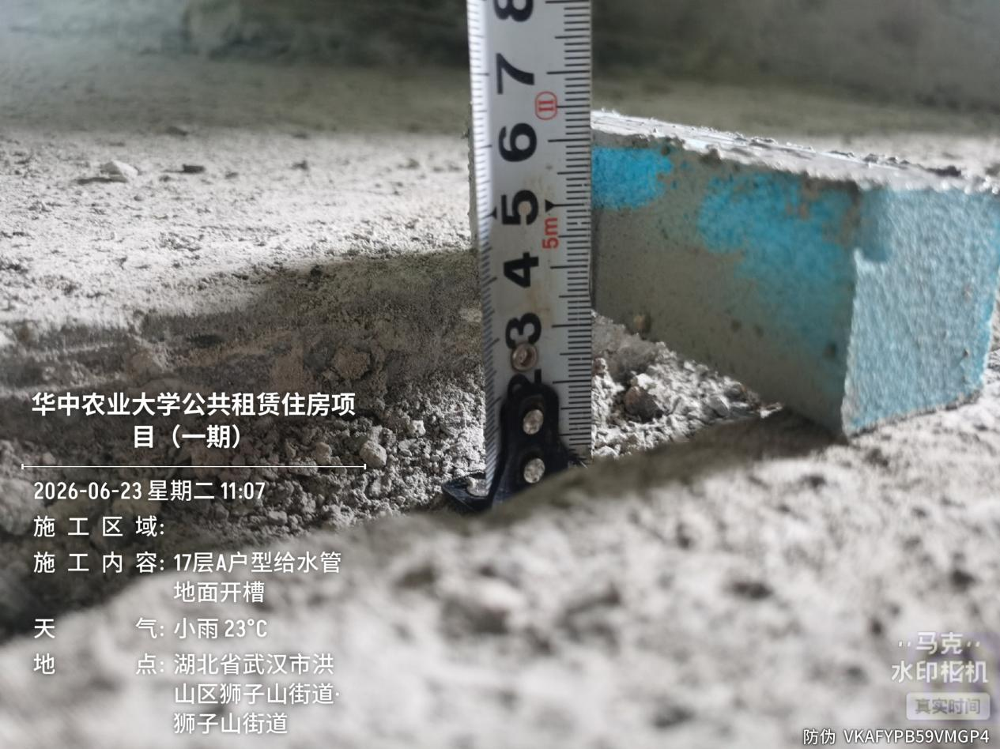 8
7
II
6
5
5m
4
3
2
华中农业大学公共租赁住房项
目（一期）
2026-06-23 星期二 11:07
施工区域:
施工内容: 17层A户型给水管
地面开槽
天气: 小雨 23°C
地点: 湖北省武汉市洪
山区狮子山街道·
狮子山街道
马克
水印相机
真实时间
防伪 VKAFYPB59VMGP4